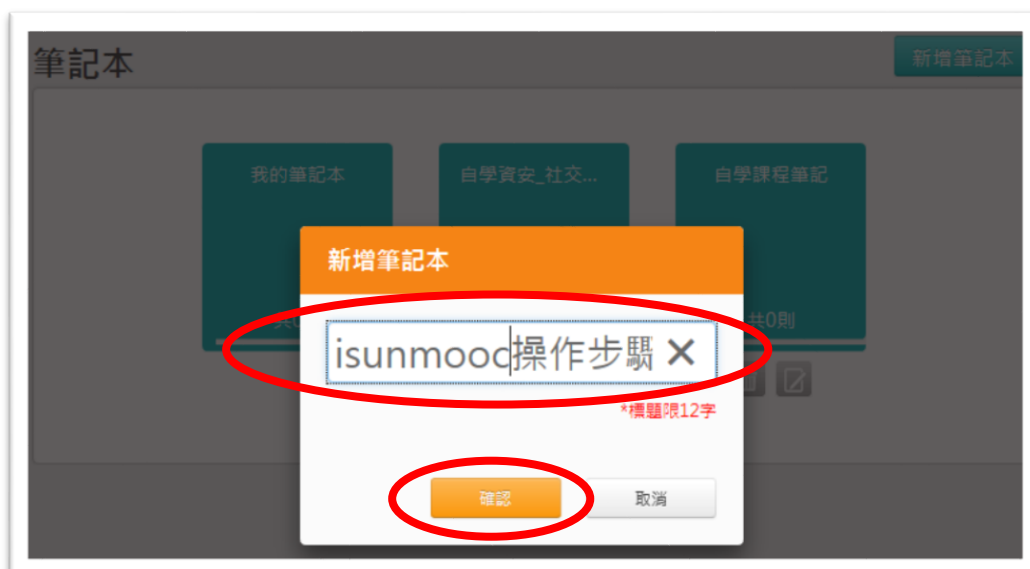 筆記本
新增筆記本
我的筆記本
自學資安_社交...
自學課程筆記
新增筆記本
共0則
isunmooc操作步驟
*標題限12字
確認
取消